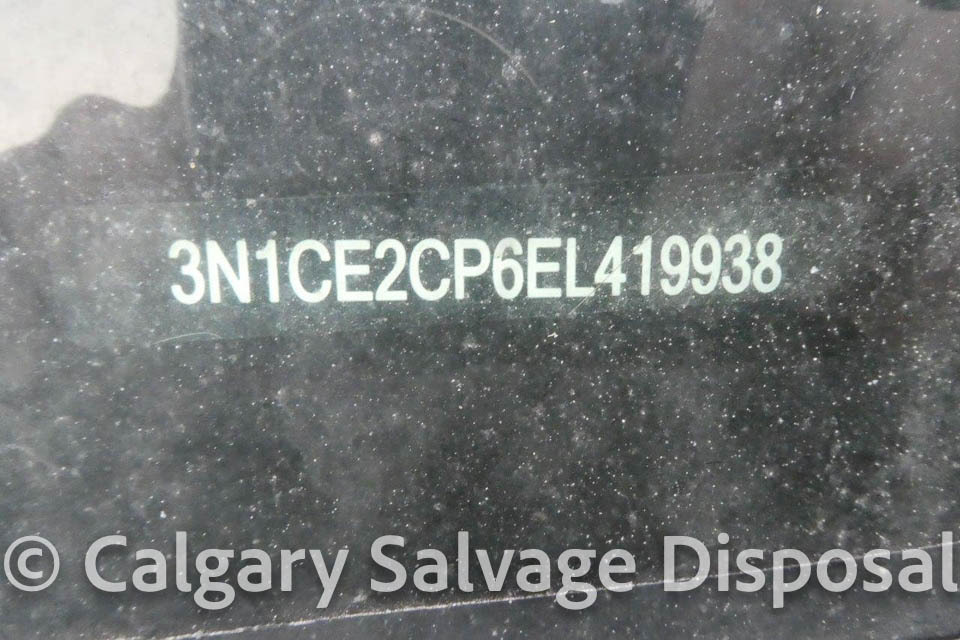 3N1CE2CP6EL419938
© Calgary Salvage Disposal